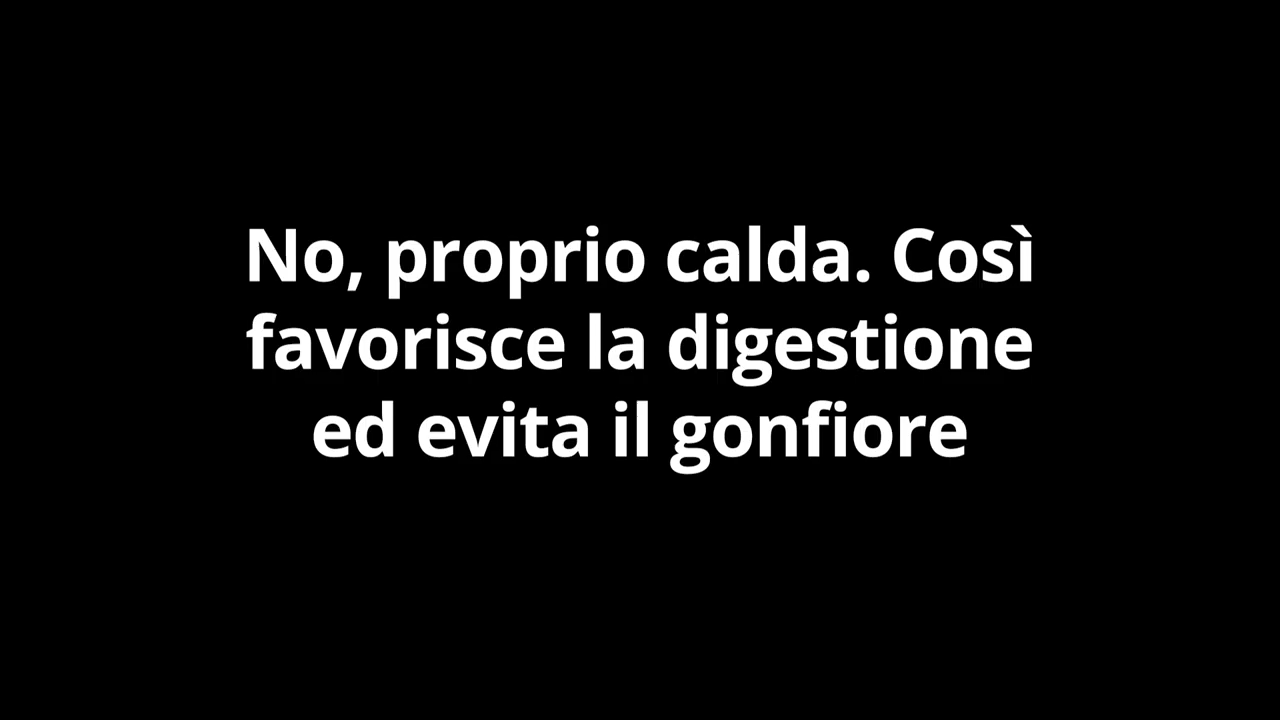 No, proprio calda. Così
favorisce la digestione
ed evita il gonfiore